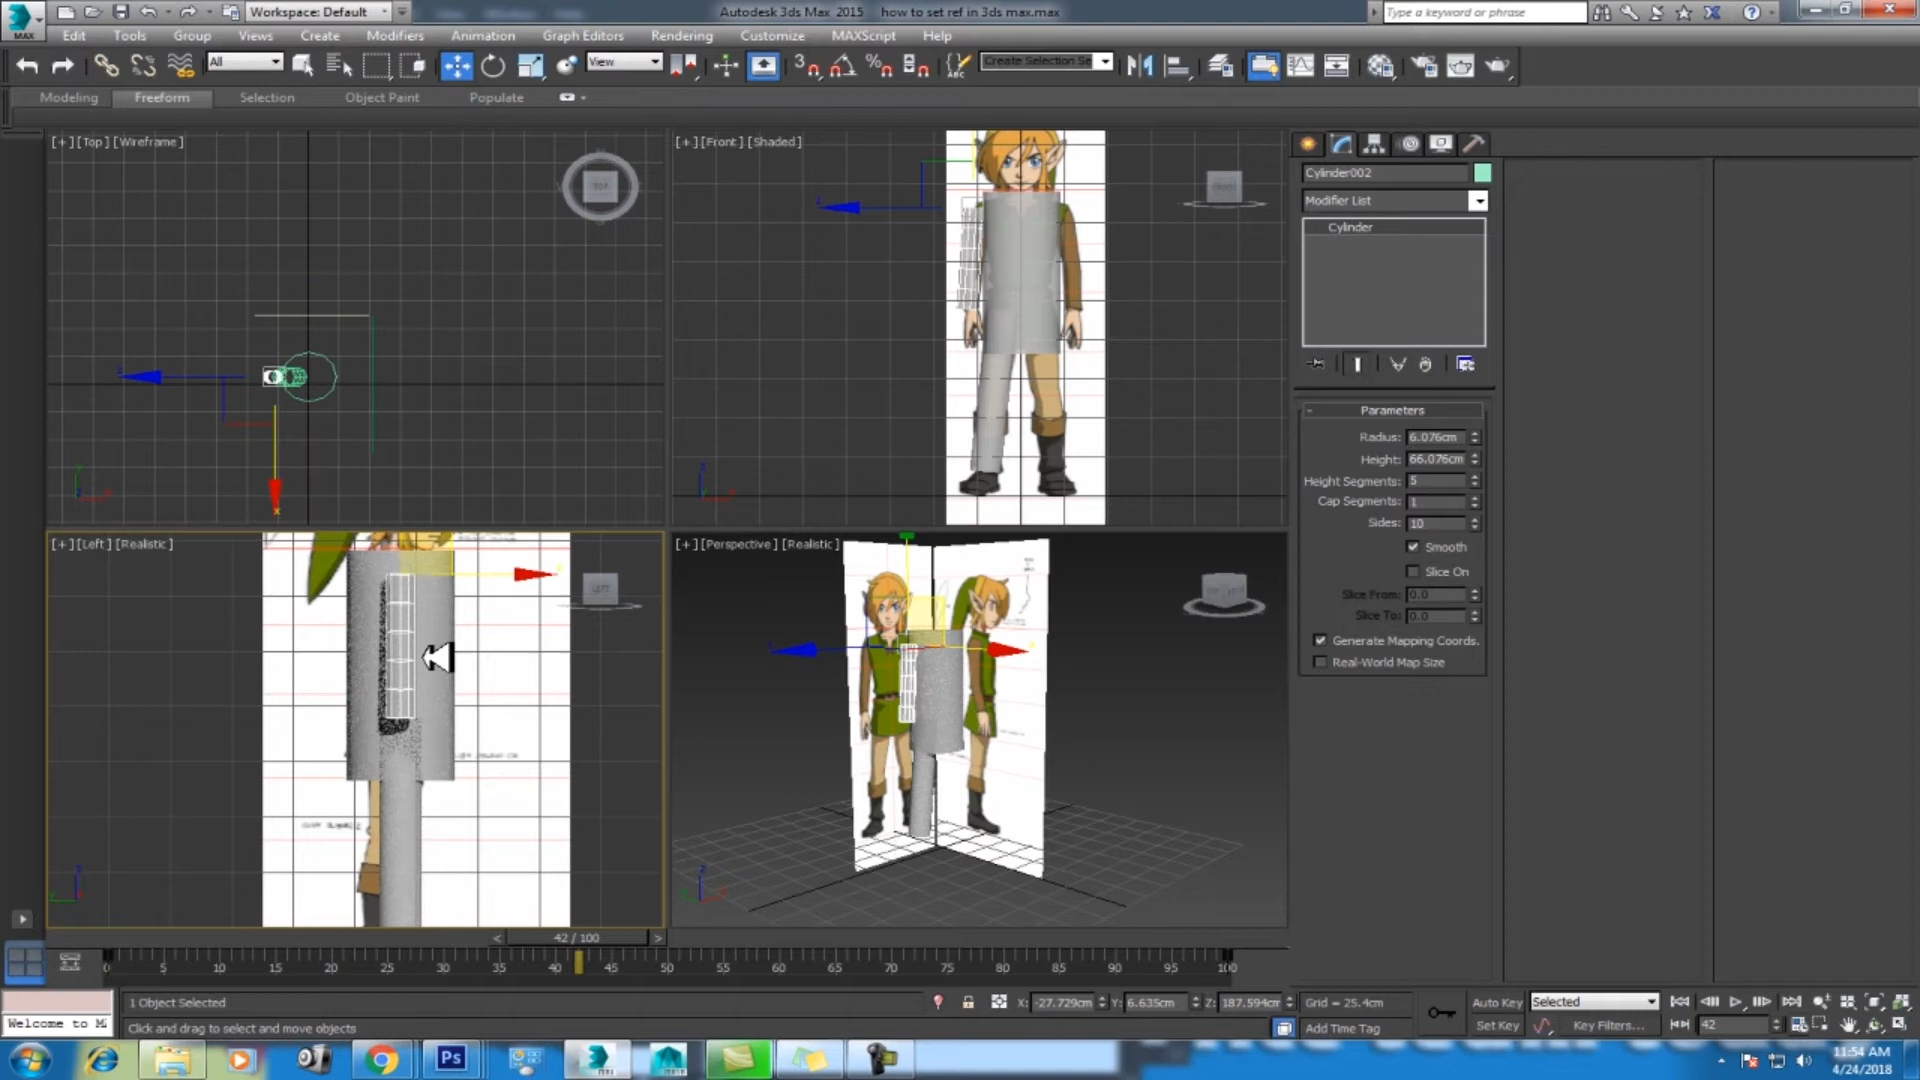 Workspace: Default
Autodesk 3ds Max 2015 how to set ref in 3ds max.max
Type a keyword or phrase
MAX
Edit Tools Group Views Create Modifiers Animation Graph Editors Rendering Customize MAXScript Help
All
View
Create Selection Se
Modeling Freeform Selection Object Paint Populate
[+] [Top] [Wireframe]
TOP
[+] [Front] [Shaded]
FRONT
Cylinder002
Modifier List
Cylinder
Parameters
Radius: 6.076cm
Height: 66.076cm
Height Segments: 5
Cap Segments: 1
Sides: 10
Smooth
Slice On
Slice From: 0.0
Slice To: 0.0
Generate Mapping Coords.
Real-World Map Size
[+] [Left] [Realistic]
LEFT
[+] [Perspective] [Realistic]
42 / 100
0 5 10 15 20 25 30 35 40 45 50 55 60 65 70 75 80 85 90 95 100
1 Object Selected
X: -27.729cm Y: 6.635cm Z: 187.594cm
Grid = 25.4cm
Auto Key Selected
Welcome to M
Click and drag to select and move objects
Add Time Tag
Set Key Key Filters...
42
Ps
11:54 AM
4/24/2018